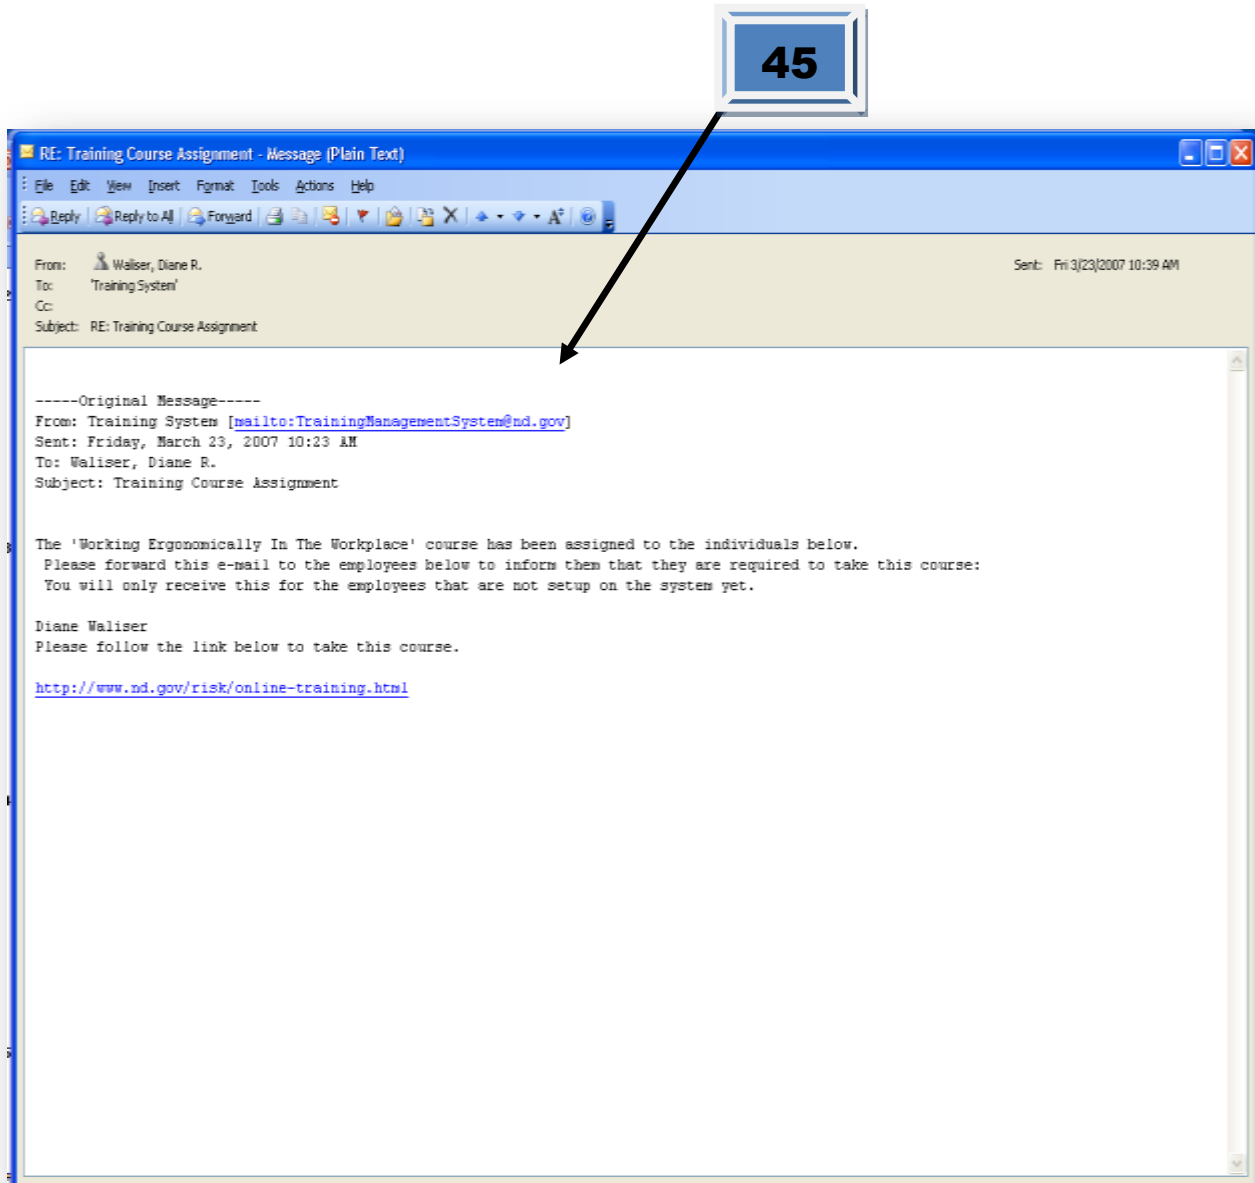 45
RE: Training Course Assignment - Message (Plain Text)
File Edit View Insert Format Tools Actions Help
Reply Reply to All Forward
From: Waliser, Diane R. Sent: Fri 3/23/2007 10:39 AM
To: 'Training System'
Cc:
Subject: RE: Training Course Assignment
-----Original Message-----
From: Training System [mailto:TrainingManagementSystem@nd.gov]
Sent: Friday, March 23, 2007 10:23 AM
To: Waliser, Diane R.
Subject: Training Course Assignment
The 'Working Ergonomically In The Workplace' course has been assigned to the individuals below.
Please forward this e-mail to the employees below to inform them that they are required to take this course:
You will only receive this for the employees that are not setup on the system yet.
Diane Waliser
Please follow the link below to take this course.
http://www.nd.gov/risk/online-training.html